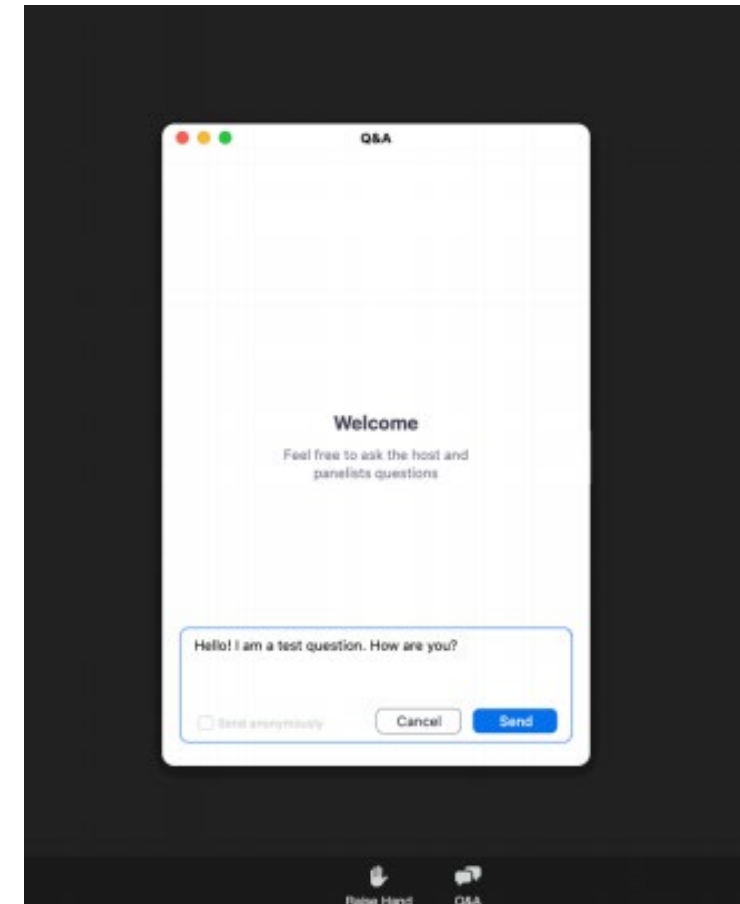 Q&A
Welcome
Feel free to ask the host and
panelists questions
Hello! I am a test question. How are you?
Send anonymously
Cancel
Send
Raise Hand
Q&A